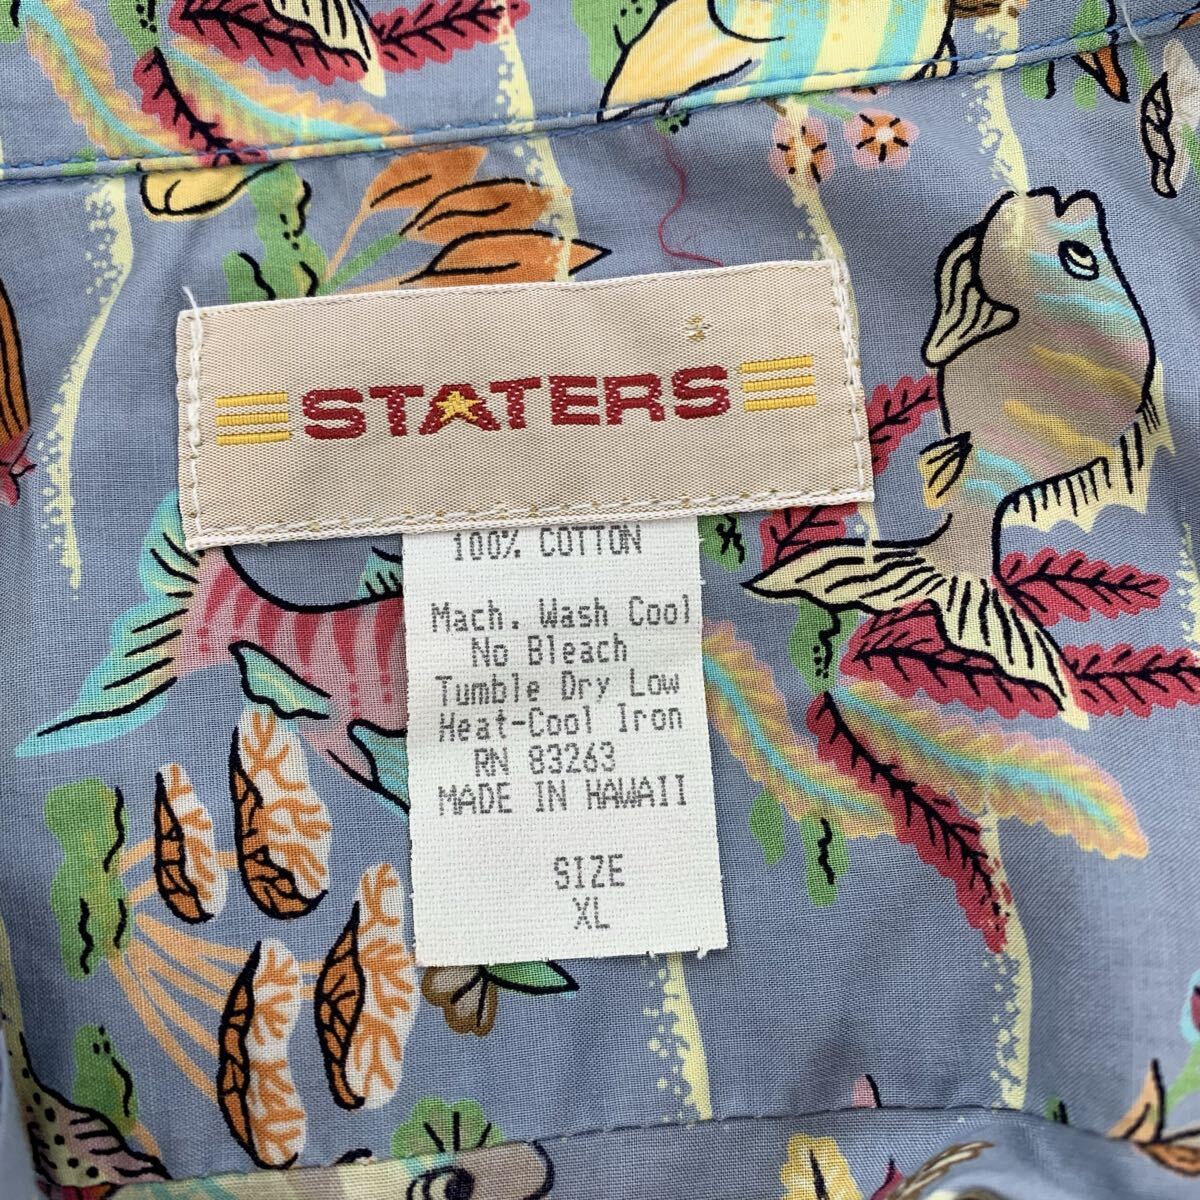 STATERS
100% COTTON
Mach. Wash Cool
No Bleach
Tumble Dry Low
Heat-Cool Iron
RN 83263
MADE IN HAWAII
SIZE
XL